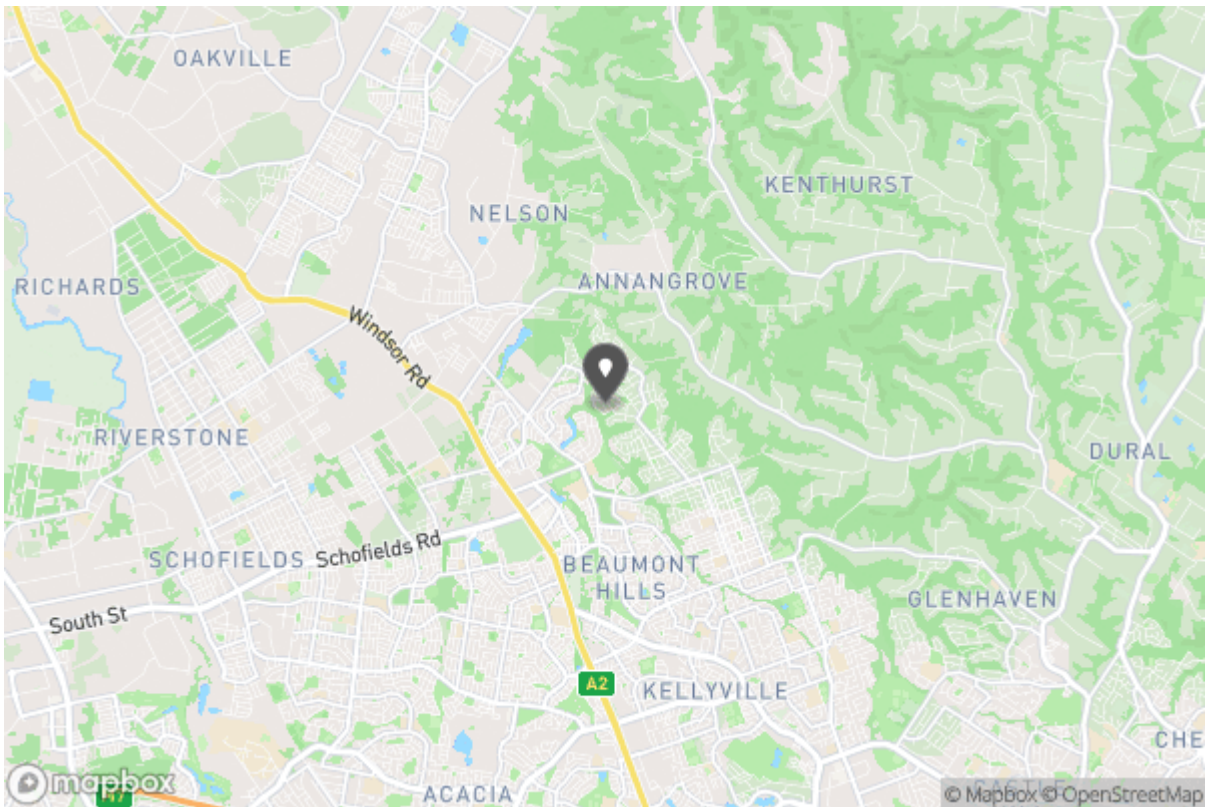 OAKVILLE
KENTHURST
NELSON
ANNANGROVE
RICHARDS
Windsor Rd
RIVERSTONE
DURAL
SCHOFIELDS
Schofields Rd
BEAUMONT
HILLS
GLENHAVEN
South St
A2
KELLYVILLE
CHE
mapbox
ACACIA
© Mapbox © OpenStreetMap